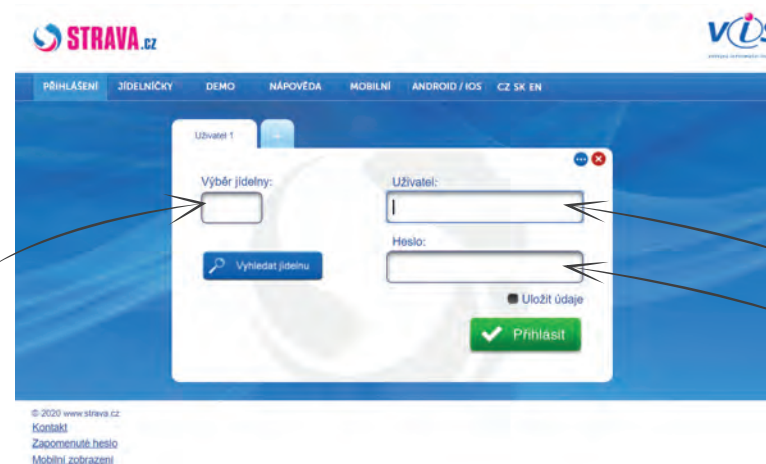 STRAVA.cz
VIS
PŘIHLÁŠENÍ JÍDELNÍČKY DEMO NÁPOVĚDA MOBILNÍ ANDROID / IOS CZ SK EN
Uživatel 1
Výběr jídelny: Uživatel:
Heslo:
Vyhledat jídelnu
Uložit údaje
Přihlásit
© 2020 www.strava.cz
Kontakt
Zapomenuté heslo
Mobilní zobrazení